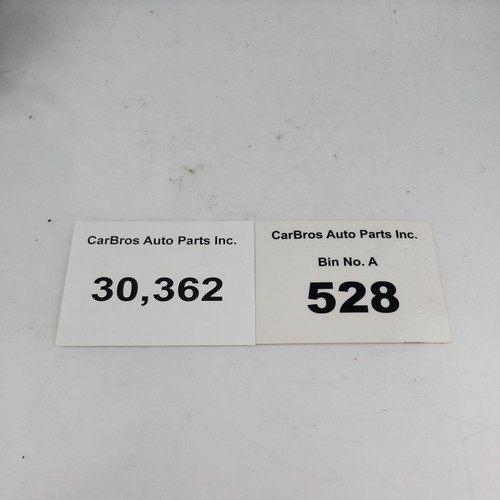 CarBros Auto Parts Inc.
30,362
CarBros Auto Parts Inc.
Bin No. A
528